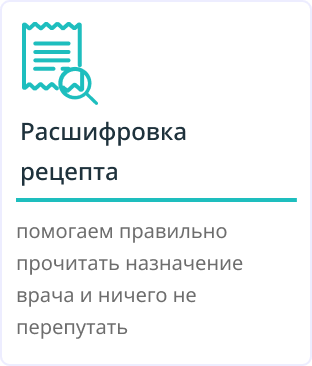 Расшифровка
рецепта
помогаем правильно
прочитать назначение
врача и ничего не
перепутать